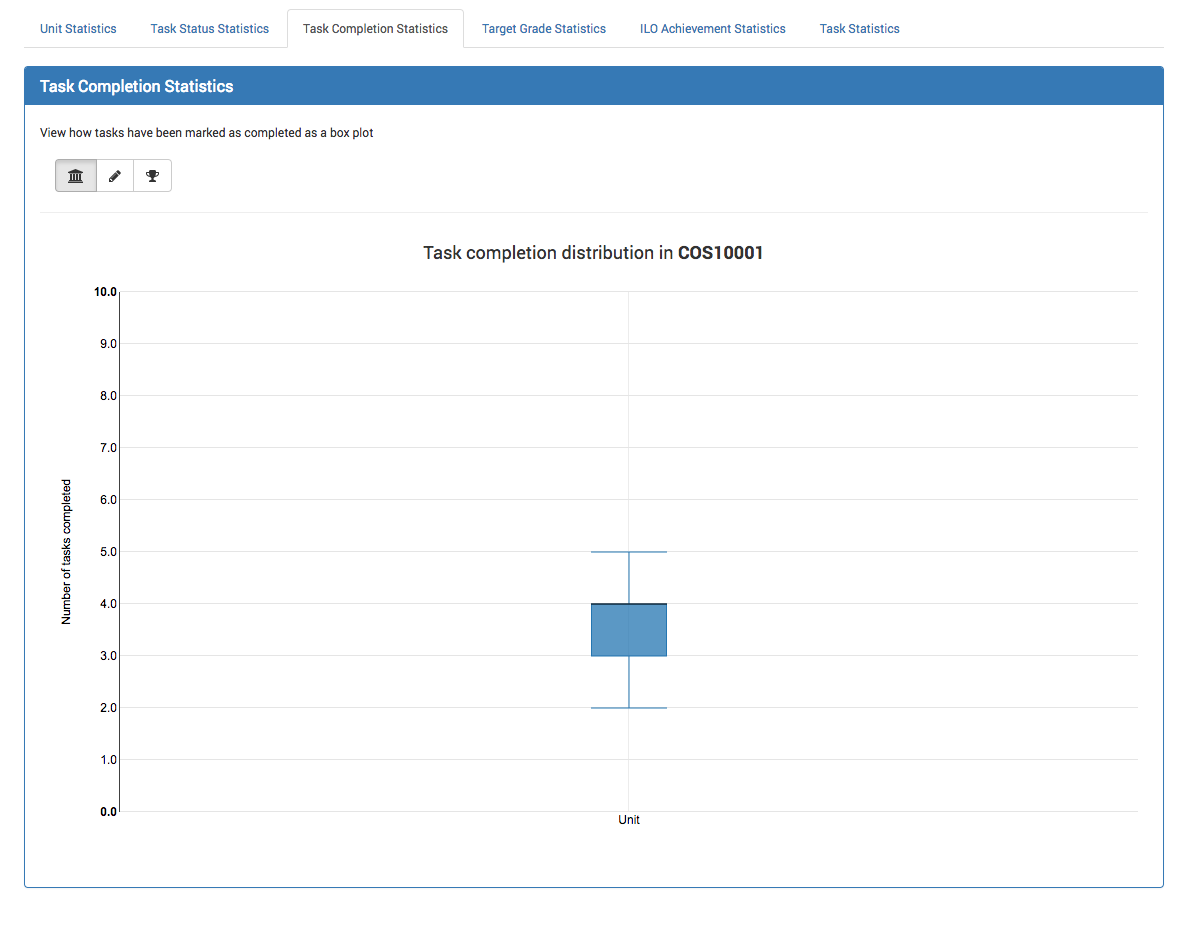 Unit Statistics Task Status Statistics Task Completion Statistics Target Grade Statistics ILO Achievement Statistics Task Statistics
Task Completion Statistics
View how tasks have been marked as completed as a box plot
Task completion distribution in COS10001
10.0
9.0
8.0
7.0
6.0
5.0
4.0
3.0
2.0
1.0
0.0
Number of tasks completed
Unit